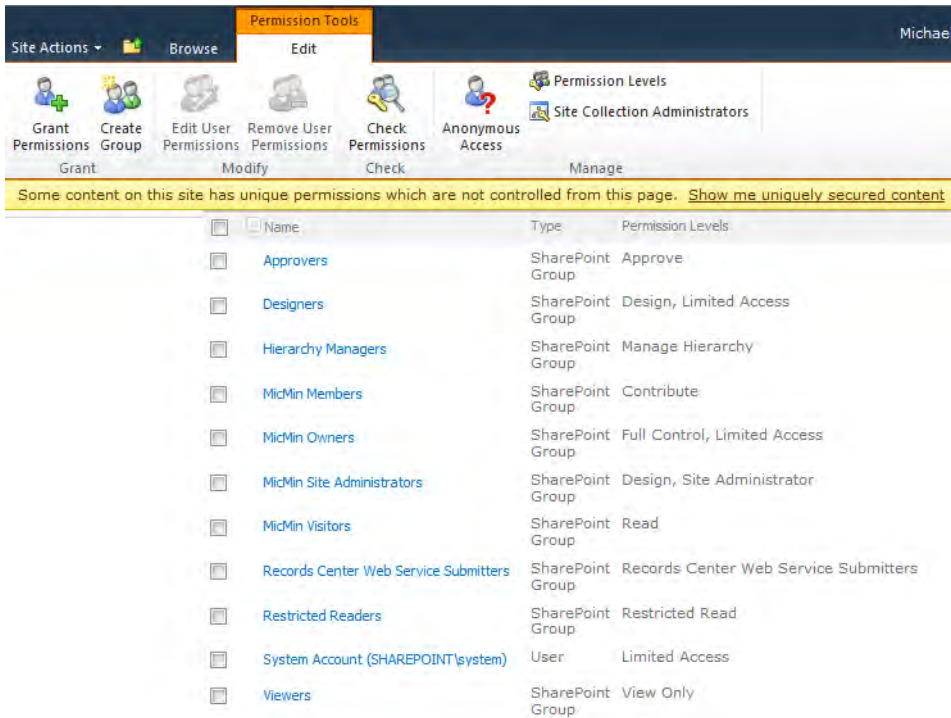 Permission Tools
Site Actions Browse Edit Michae
Grant Permissions Create Group Edit User Permissions Remove User Permissions Check Permissions Anonymous Access Permission Levels
Site Collection Administrators
Grant Modify Check Manage
Some content on this site has unique permissions which are not controlled from this page. Show me uniquely secured content
Name Type Permission Levels
Approvers SharePoint Group Approve
Designers SharePoint Group Design, Limited Access
Hierarchy Managers SharePoint Group Manage Hierarchy
MicMin Members SharePoint Group Contribute
MicMin Owners SharePoint Group Full Control, Limited Access
MicMin Site Administrators SharePoint Group Design, Site Administrator
MicMin Visitors SharePoint Group Read
Records Center Web Service Submitters SharePoint Group Records Center Web Service Submitters
Restricted Readers SharePoint Group Restricted Read
System Account (SHAREPOINT\system) User Limited Access
Viewers SharePoint Group View Only